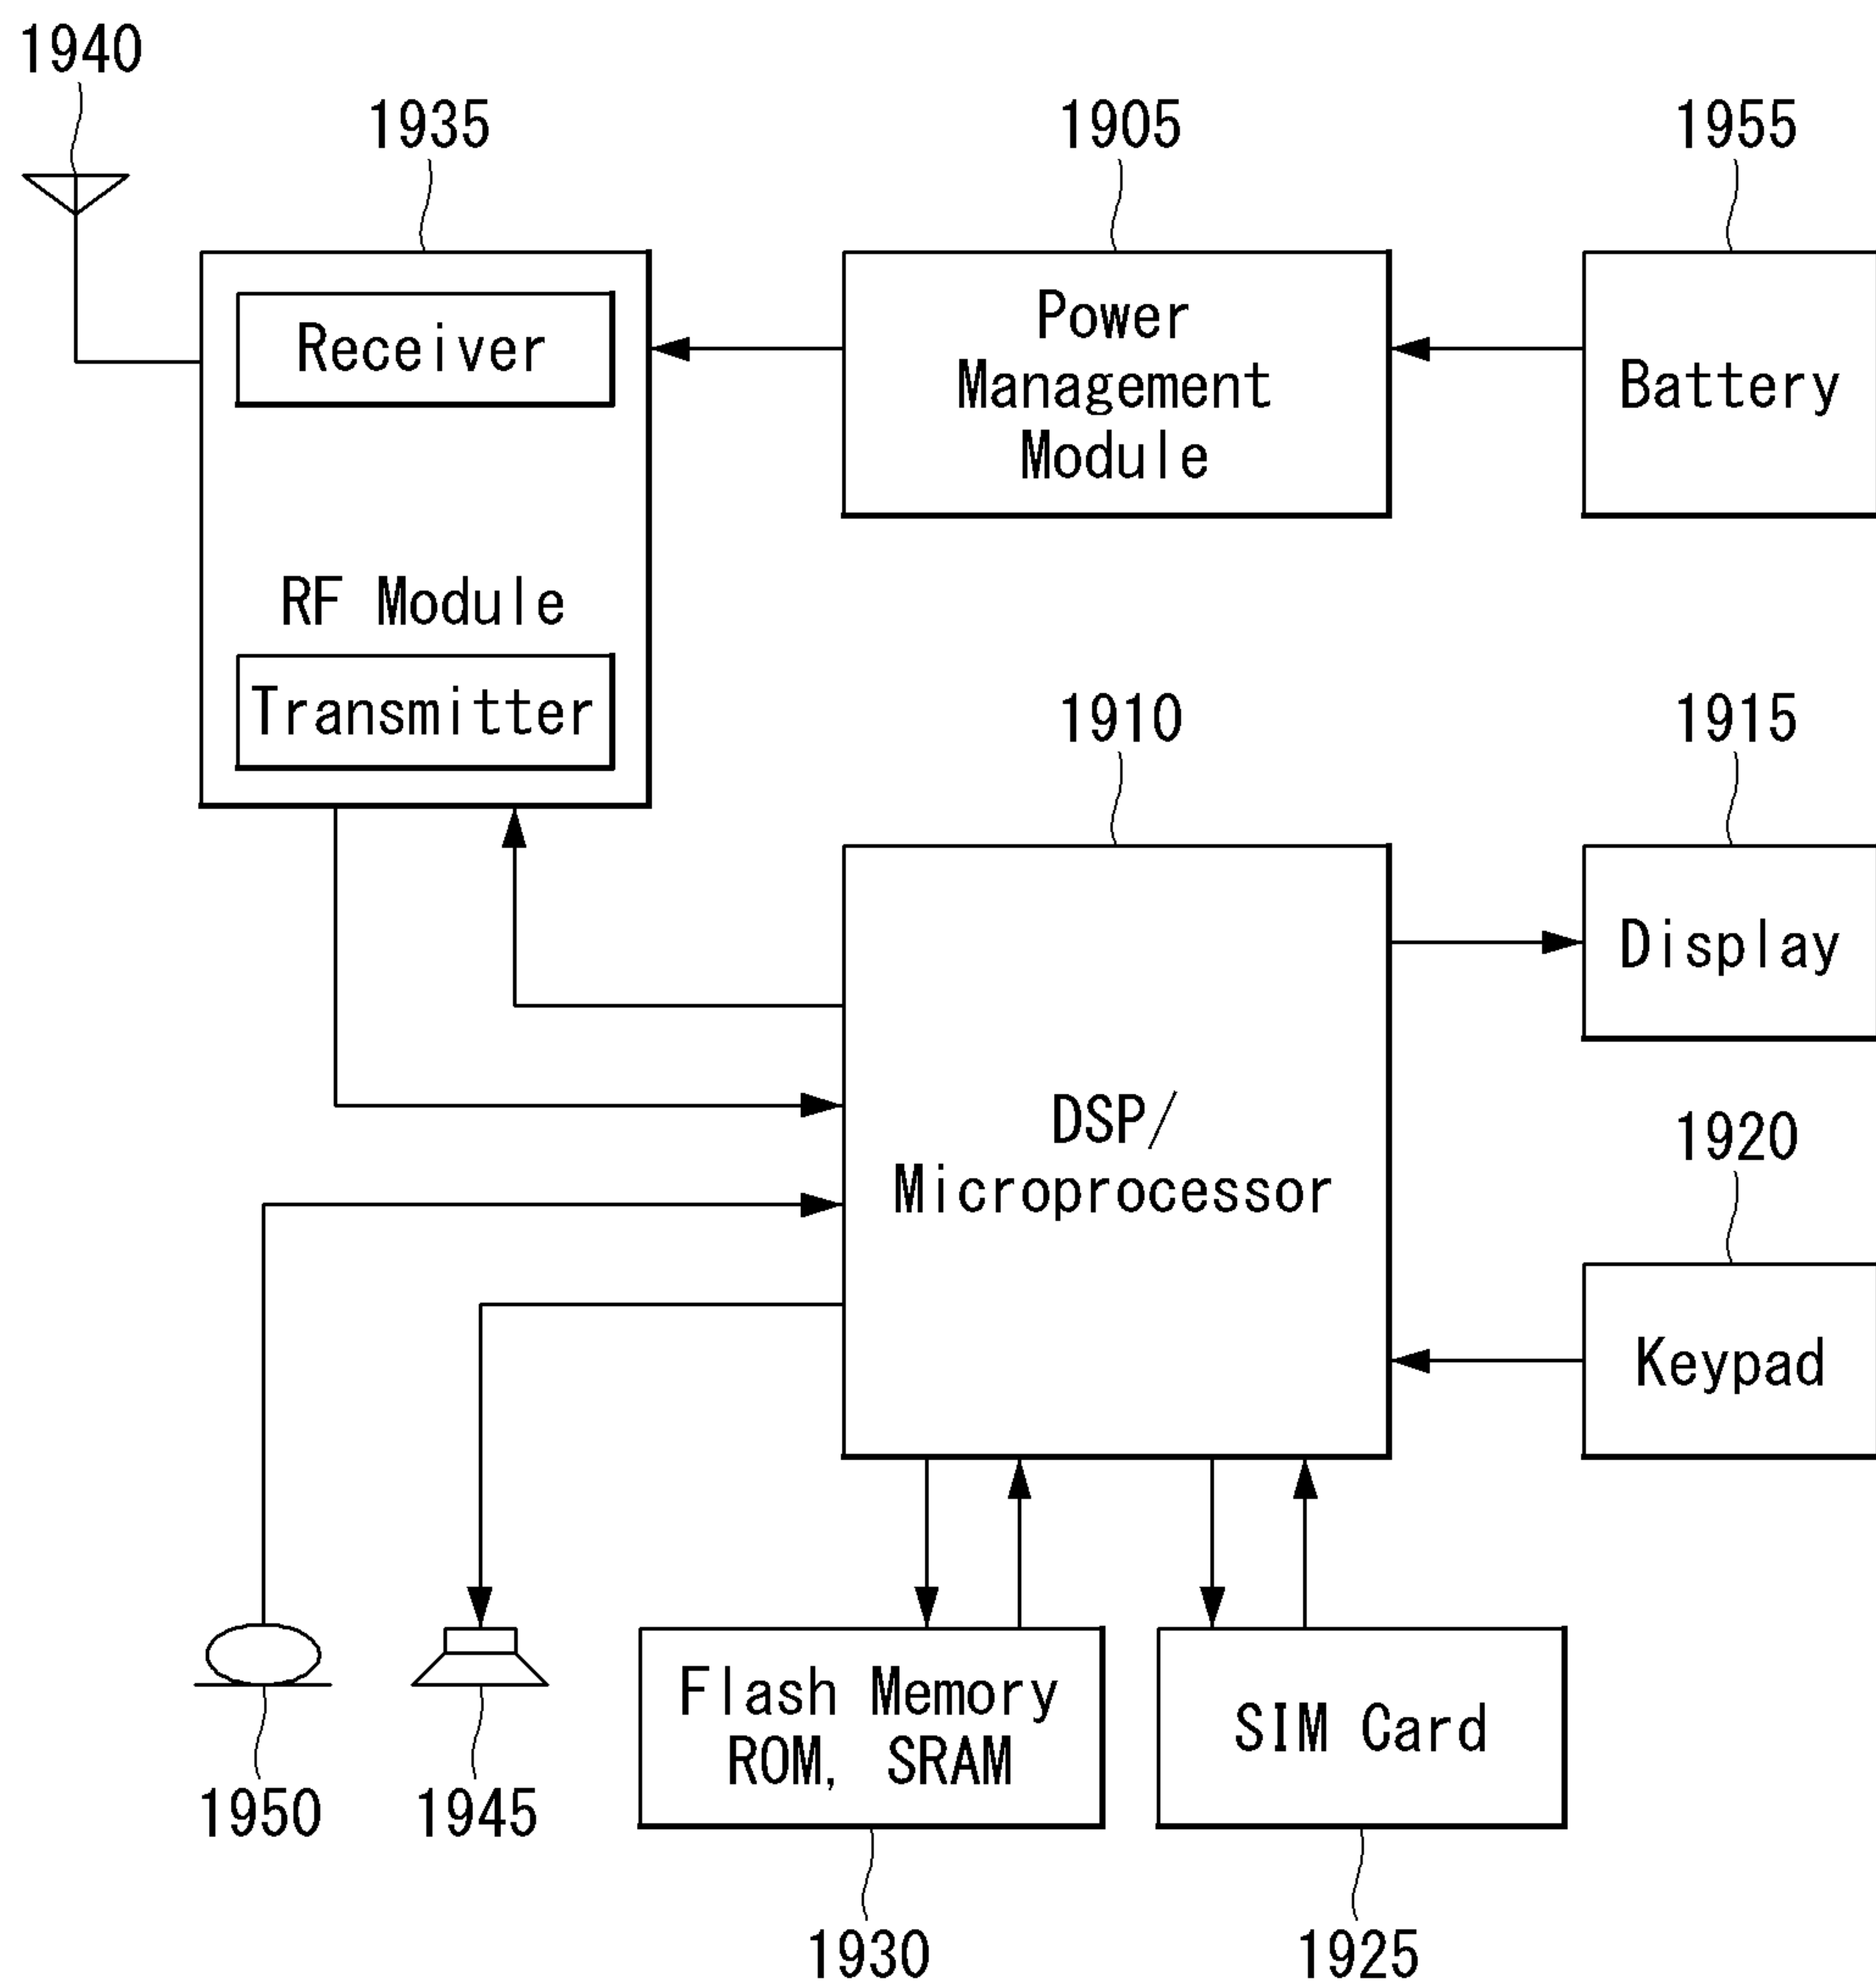 1940
1935
1905
1955
Receiver
RF Module
Transmitter
Power
Management
Module
Battery
1910
1915
DSP/
Microprocessor
Display
1920
Keypad
1950
1945
Flash Memory
ROM, SRAM
SIM Card
1930
1925